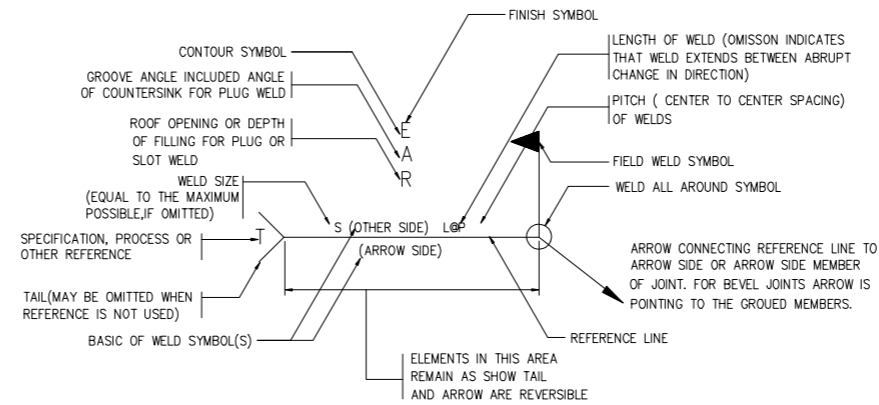 FINISH SYMBOL
CONTOUR SYMBOL
GROOVE ANGLE INCLUDED ANGLE
OF COUNTERSINK FOR PLUG WELD
ROOF OPENING OR DEPTH
OF FILLING FOR PLUG OR
SLOT WELD
WELD SIZE
(EQUAL TO THE MAXIMUM
POSSIBLE,IF OMITTED)
SPECIFICATION, PROCESS OR
OTHER REFERENCE
TAIL(MAY BE OMITTED WHEN
REFERENCE IS NOT USED)
BASIC OF WELD SYMBOL(S)
E
A
R
T
S (OTHER SIDE) L@P
(ARROW SIDE)
LENGTH OF WELD (OMISSON INDICATES
THAT WELD EXTENDS BETWEEN ABRUPT
CHANGE IN DIRECTION)
PITCH ( CENTER TO CENTER SPACING)
OF WELDS
FIELD WELD SYMBOL
WELD ALL AROUND SYMBOL
ARROW CONNECTING REFERENCE LINE TO
ARROW SIDE OR ARROW SIDE MEMBER
OF JOINT. FOR BEVEL JOINTS ARROW IS
POINTING TO THE GROUED MEMBERS.
REFERENCE LINE
ELEMENTS IN THIS AREA
REMAIN AS SHOW TAIL
AND ARROW ARE REVERSIBLE